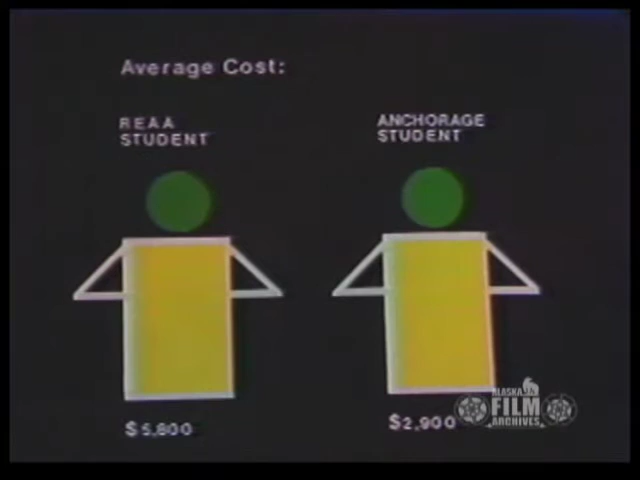 Average Cost:
REAA
STUDENT
ANCHORAGE
STUDENT
$5,800
$2,900
ALASKA
FILM
ARCHIVES